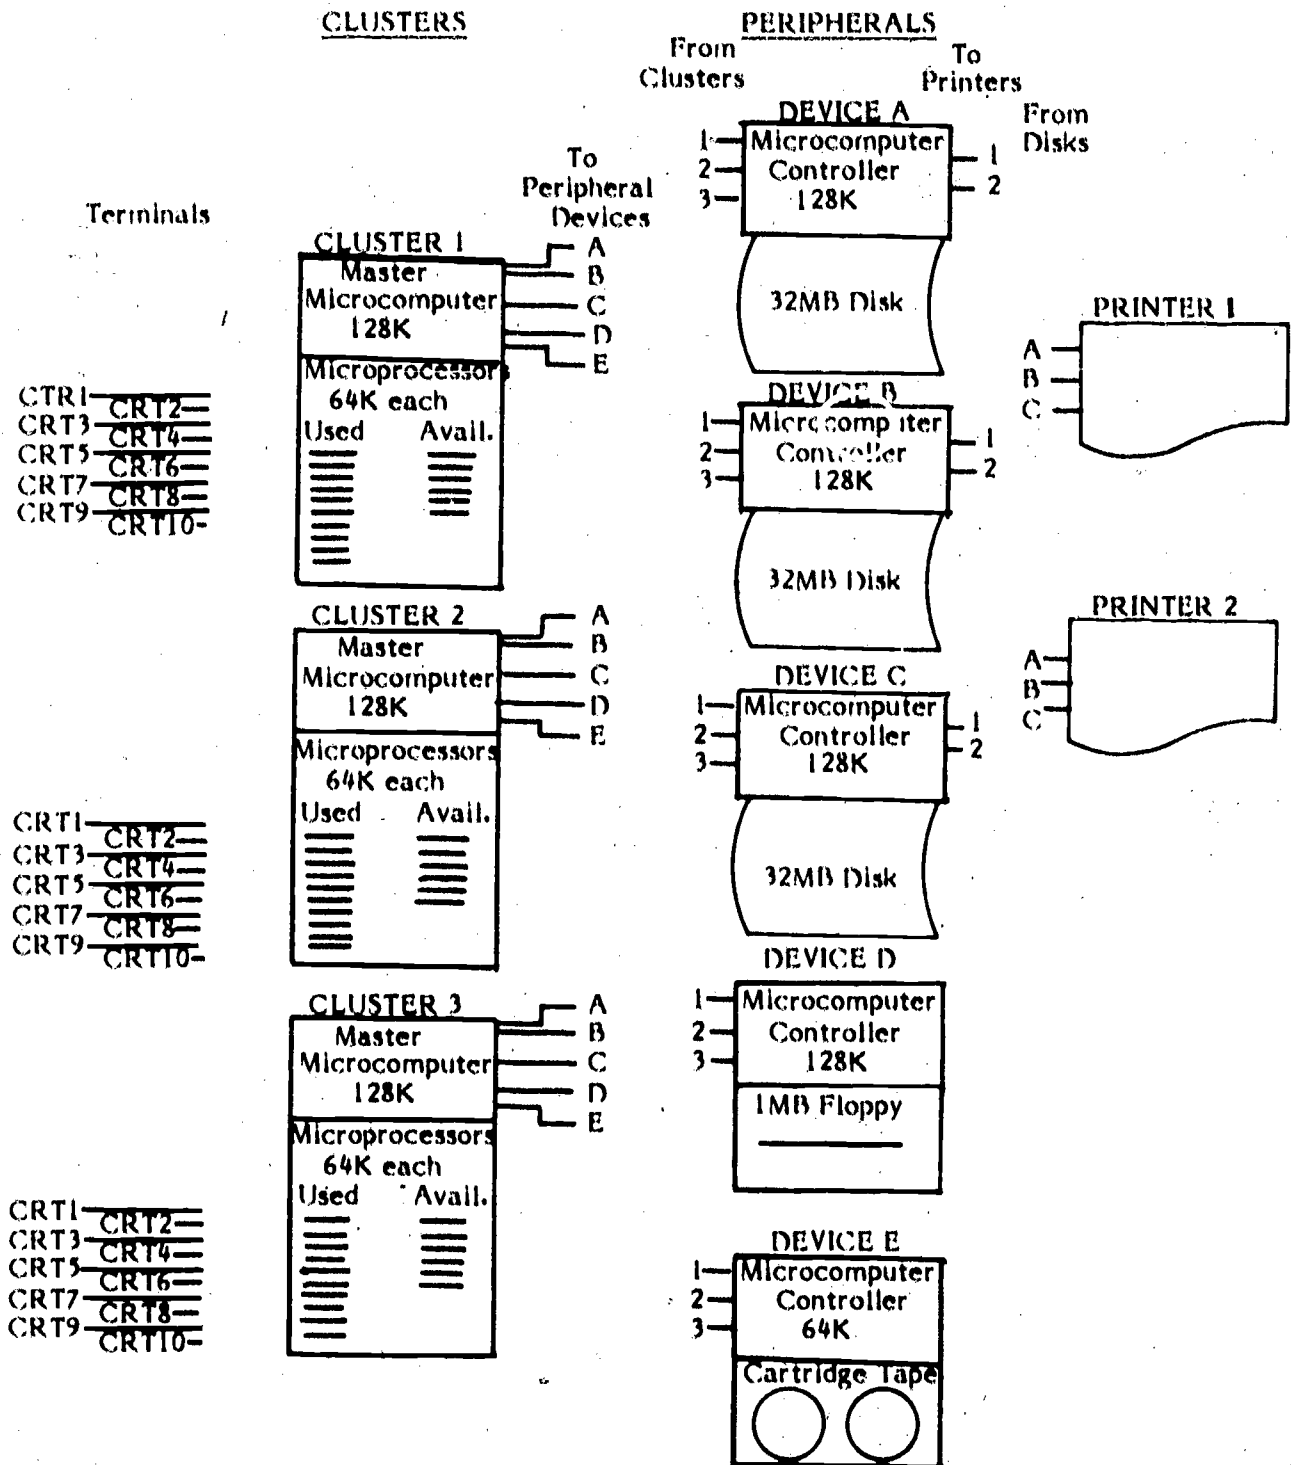 CLUSTERS
PERIPHERALS
From
Clusters
To
Printers
From
Disks
Terminals
To
Peripheral
Devices
CLUSTER 1
Master
Microcomputer
128K
A
B
C
D
E
Microprocessors
64K each
Used Avail.
CTR1
CRT2
CRT3
CRT4
CRT5
CRT6
CRT7
CRT8
CRT9
CRT10
CLUSTER 2
Master
Microcomputer
128K
A
B
C
D
E
Microprocessors
64K each
Used Avail.
CRT1
CRT2
CRT3
CRT4
CRT5
CRT6
CRT7
CRT8
CRT9
CRT10
CLUSTER 3
Master
Microcomputer
128K
A
B
C
D
E
Microprocessors
64K each
Used Avail.
CRT1
CRT2
CRT3
CRT4
CRT5
CRT6
CRT7
CRT8
CRT9
CRT10
DEVICE A
Microcomputer
Controller
128K
1
2
3
1
2
32MB Disk
DEVICE B
Microcomputer
Controller
128K
1
2
3
1
2
32MB Disk
DEVICE C
Microcomputer
Controller
128K
1
2
3
1
2
32MB Disk
DEVICE D
Microcomputer
Controller
128K
1
2
3
1MB Floppy
DEVICE E
Microcomputer
Controller
64K
1
2
3
Cartridge Tape
PRINTER 1
A
B
C
PRINTER 2
A
B
C